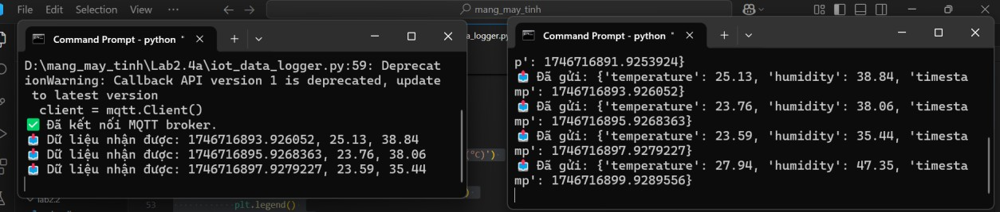 File Edit Selection View ··· ← → mang_may_tinh
Command Prompt - python "
D:\mang_may_tinh\Lab2.4a\iot_data_logger.py:59: Deprecat
ionWarning: Callback API version 1 is deprecated, update
 to latest version
  client = mqtt.Client()
✅ Đã kết nối MQTT broker.
📥 Dữ liệu nhận được: 1746716893.926052, 25.13, 38.84
📥 Dữ liệu nhận được: 1746716895.9268363, 23.76, 38.06
📥 Dữ liệu nhận được: 1746716897.9279227, 23.59, 35.44
lab2.2
53 plt.legend()
a_logger.py
(°C)')
)
Command Prompt - python "
p': 1746716891.9253924}
📤 Đã gửi: {'temperature': 25.13, 'humidity': 38.84, 'timesta
mp': 1746716893.926052}
📤 Đã gửi: {'temperature': 23.76, 'humidity': 38.06, 'timesta
mp': 1746716895.9268363}
📤 Đã gửi: {'temperature': 23.59, 'humidity': 35.44, 'timesta
mp': 1746716897.9279227}
📤 Đã gửi: {'temperature': 27.94, 'humidity': 47.35, 'timesta
mp': 1746716899.9289556}